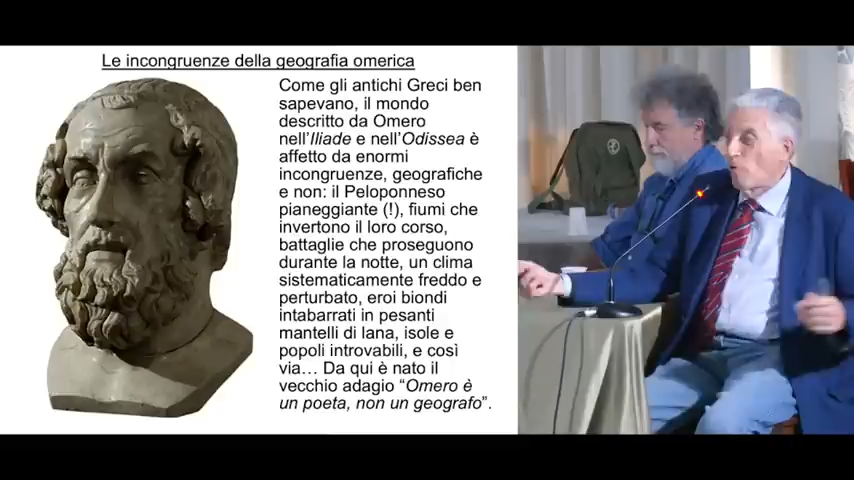 Le incongruenze della geografia omerica
Come gli antichi Greci ben
sapevano, il mondo
descritto da Omero
nell'Iliade e nell'Odissea è
affetto da enormi
incongruenze, geografiche
e non: il Peloponneso
pianeggiante (!), fiumi che
invertono il loro corso,
battaglie che proseguono
durante la notte, un clima
sistematicamente freddo e
perturbato, eroi biondi
intabarrati in pesanti
mantelli di lana, isole e
popoli introvabili, e così
via… Da qui è nato il
vecchio adagio “Omero è
un poeta, non un geografo”.